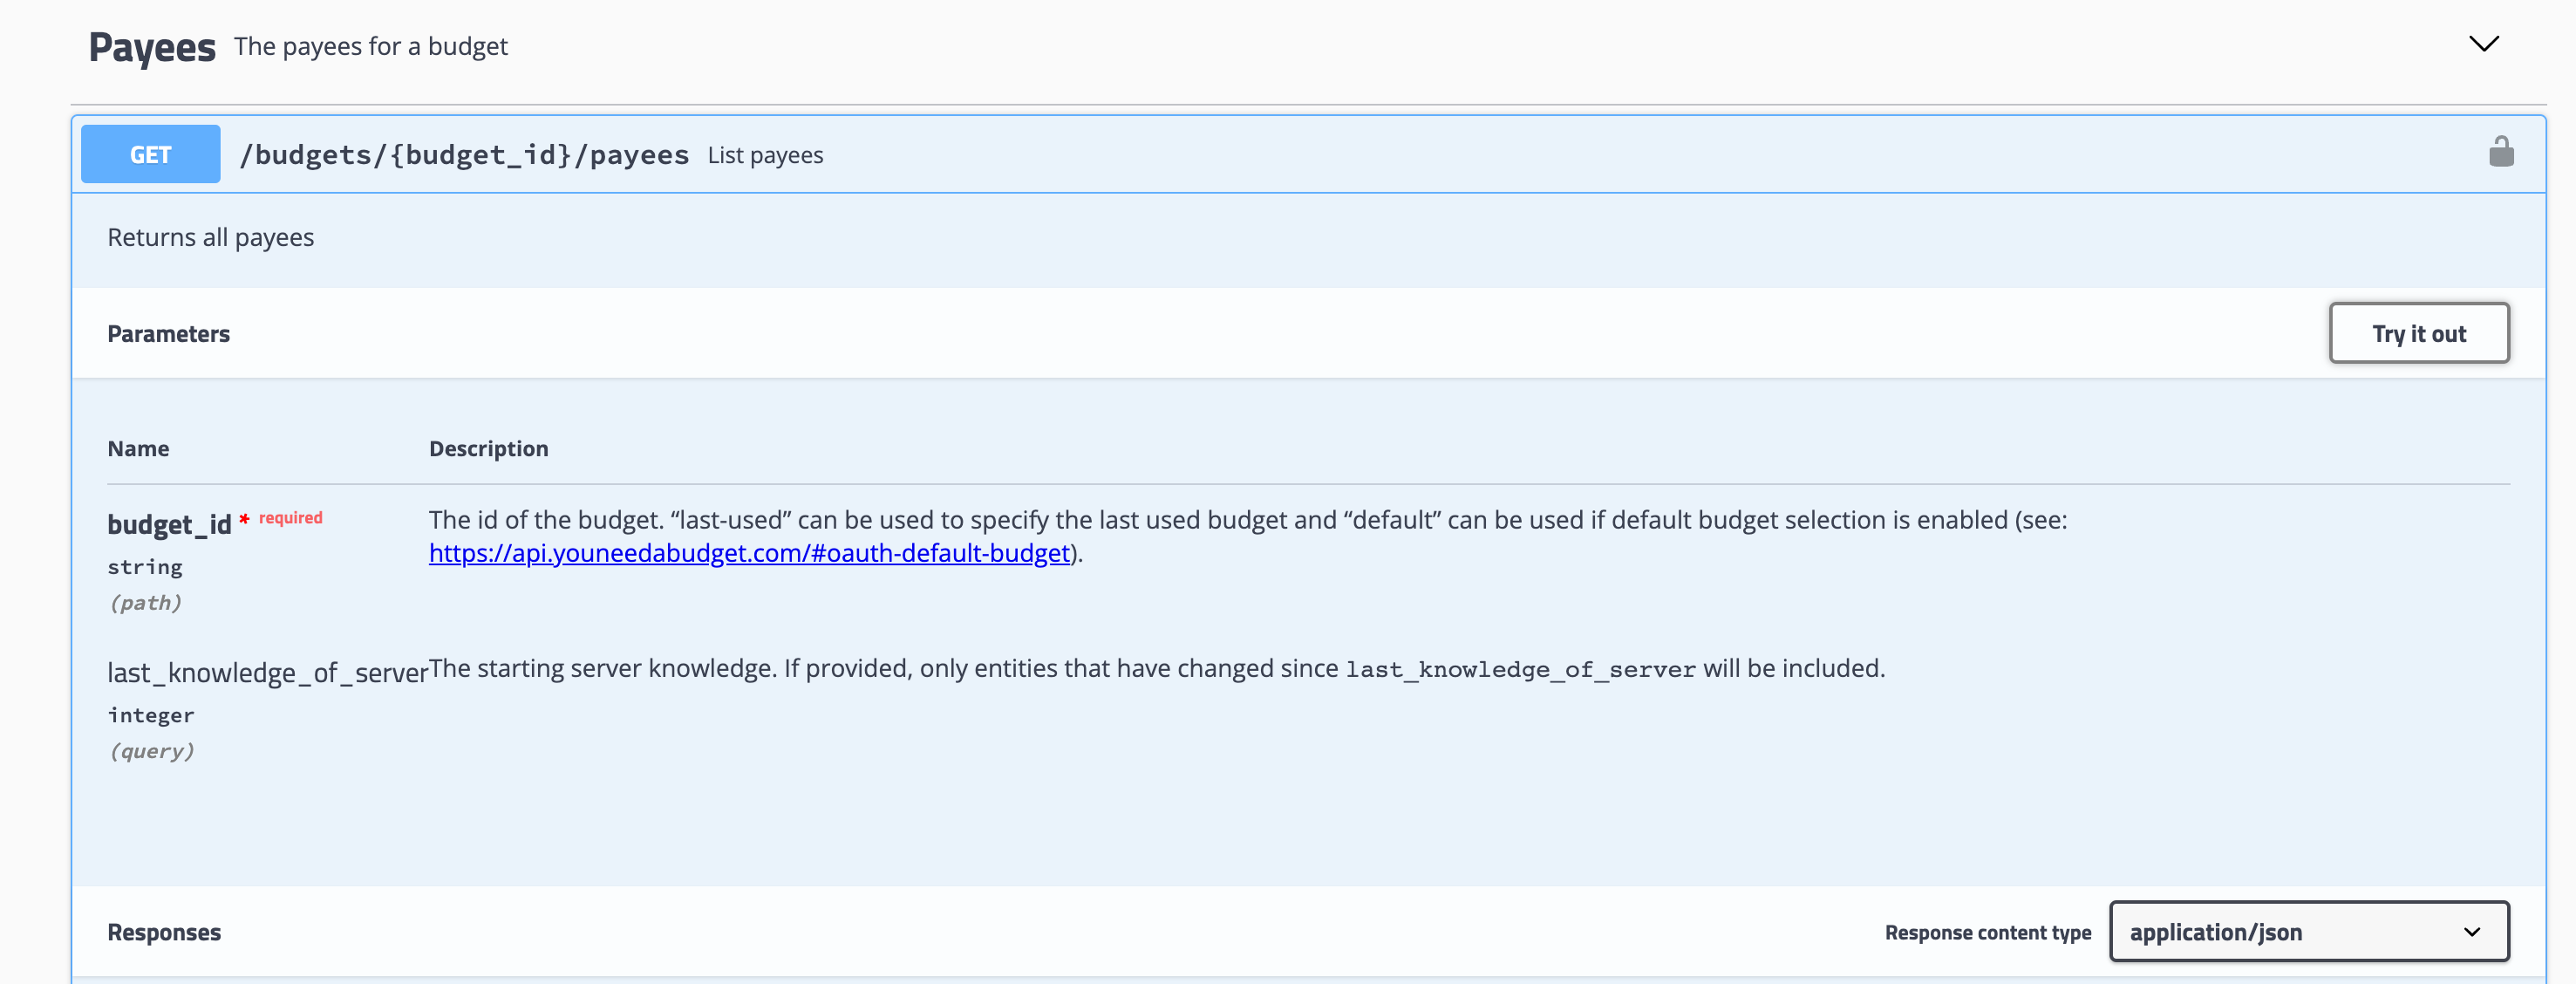 Payees The payees for a budget
GET /budgets/{budget_id}/payees List payees
Returns all payees
Parameters Try it out
Name Description
budget_id * required The id of the budget. “last-used” can be used to specify the last used budget and “default” can be used if default budget selection is enabled (see:
https://api.youneedabudget.com/#oauth-default-budget).
string
(path)
last_knowledge_of_server The starting server knowledge. If provided, only entities that have changed since last_knowledge_of_server will be included.
integer
(query)
Responses Response content type application/json